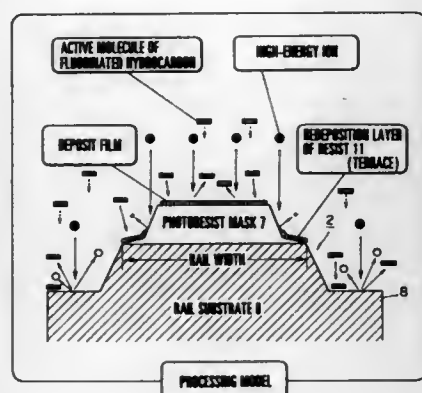 ACTIVE MOLECULE OF
FLUORINATED HYDROCARBON
HIGH-ENERGY ION
DEPOSIT FILM
REDEPOSITION LAYER
OF RESIST 11
(TERRACE)
PHOTORESIST MASK 7
2
RAIL WIDTH
RAIL SUBSTRATE 8
8
PROCESSING MODEL